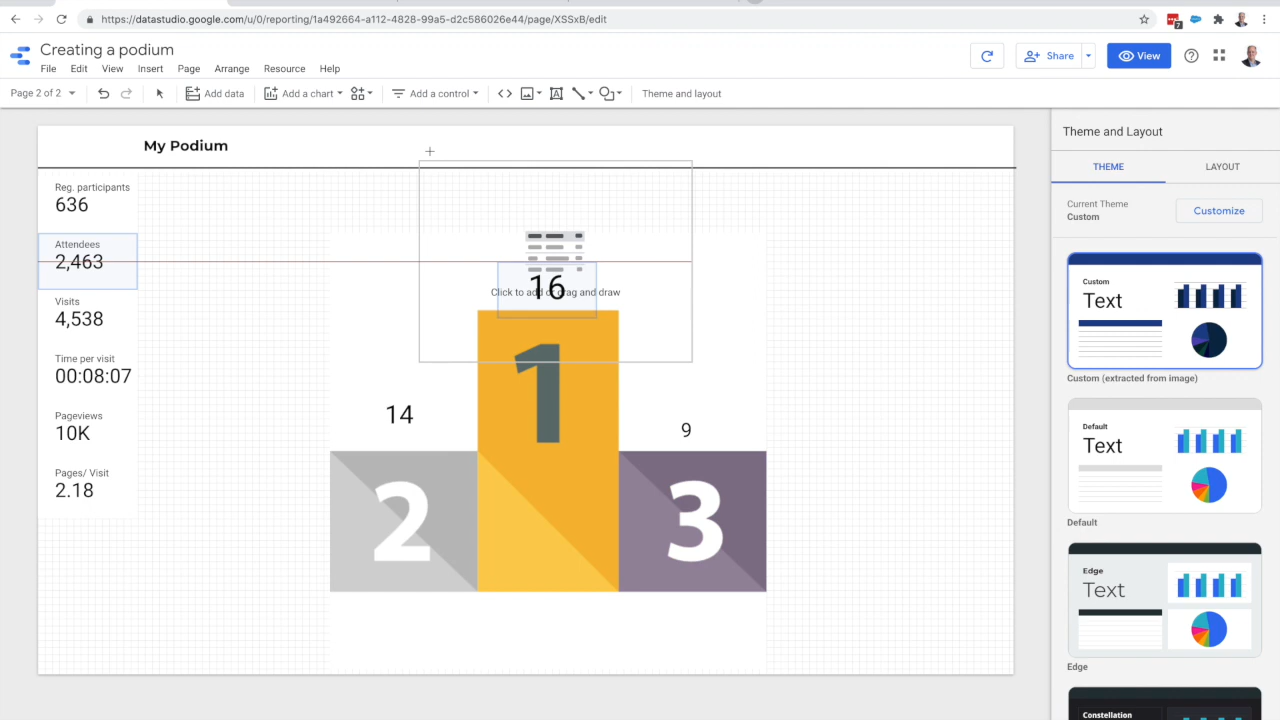 https://datastudio.google.com/u/0/reporting/1a492664-a112-4828-99a5-d2c586026e44/page/XSSxB/edit
7
Creating a podium
File Edit View Insert Page Arrange Resource Help
Share
View
Page 2 of 2
Add data
Add a chart
Add a control
Theme and layout
My Podium
Reg. participants
636
Attendees
2,463
Visits
4,538
Time per visit
00:08:07
Pageviews
10K
Pages/ Visit
2.18
16
Click to add or drag and draw
1
14
9
2
3
Theme and Layout
THEME
LAYOUT
Current Theme
Custom
Customize
Custom
Text
Custom (extracted from image)
Default
Text
Default
Edge
Text
Edge
Constellation